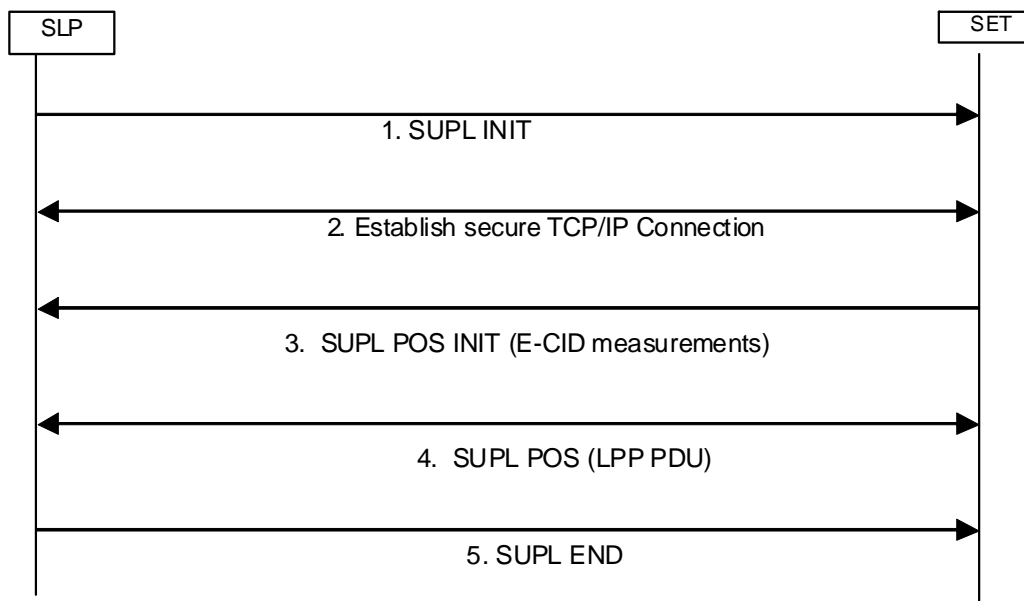 SLP
SET
1. SUPL INIT
2. Establish secure TCP/IP Connection
3. SUPL POS INIT (E-CID measurements)
4. SUPL POS (LPP PDU)
5. SUPL END